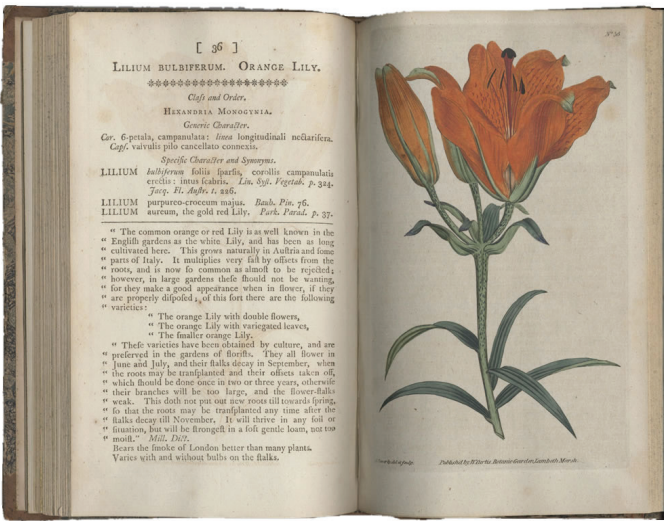 [ 36 ]
LILIUM BULBIFERUM. ORANGE LILY.
Claſs and Order.
HEXANDRIA MONOGYNIA.
Generic Character.
Cor. 6-petala, campanulata: linea longitudinali nectarifera.
Capſ. valvulis pilo cancellato connexis.
Specific Character and Synonyms.
LILIUM bulbiferum foliis ſparſis, corollis campanulatis
erectis: intus ſcabris. Lin. Syſt. Vegetab. p. 324.
Jacq. Fl. Auſtr. t. 226.
LILIUM purpureo-croceum majus. Bauh. Pin. 76.
LILIUM aureum, the gold red Lily. Park. Parad. p. 37.
" The common orange or red Lily is as well known in the
" Engliſh gardens as the white Lily, and has been as long
" cultivated here. This grows naturally in Auſtria and ſome
" parts of Italy. It multiplies very faſt by offsets from the
" roots, and is now ſo common as almoſt to be rejected;
" however, in large gardens theſe ſhould not be wanting,
" for they make a good appearance when in flower, if they
" are properly diſpoſed; of this ſort there are the following
" varieties:
" The orange Lily with double flowers,
" The orange Lily with variegated leaves,
" The ſmaller orange Lily.
" Theſe varieties have been obtained by culture, and are
" preſerved in the gardens of floriſts. They all flower in
" June and July, and their ſtalks decay in September, when
" the roots may be tranſplanted and their offsets taken off,
" which ſhould be done once in two or three years, otherwiſe
" their branches will be too large, and the flower-ſtalks
" weak. This doth not put out new roots till towards ſpring,
" ſo that the roots may be tranſplanted any time after the
" ſtalks decay till November. It will thrive in any ſoil or
" ſituation, but will be ſtrongeſt in a ſoft gentle loam, not too
" moiſt." Mill. Dict.
Bears the ſmoke of London better than many plants.
Varies with and without bulbs on the ſtalks.
Publiſhed by W. Curtis, Botanic Garden, Lambeth Marſh